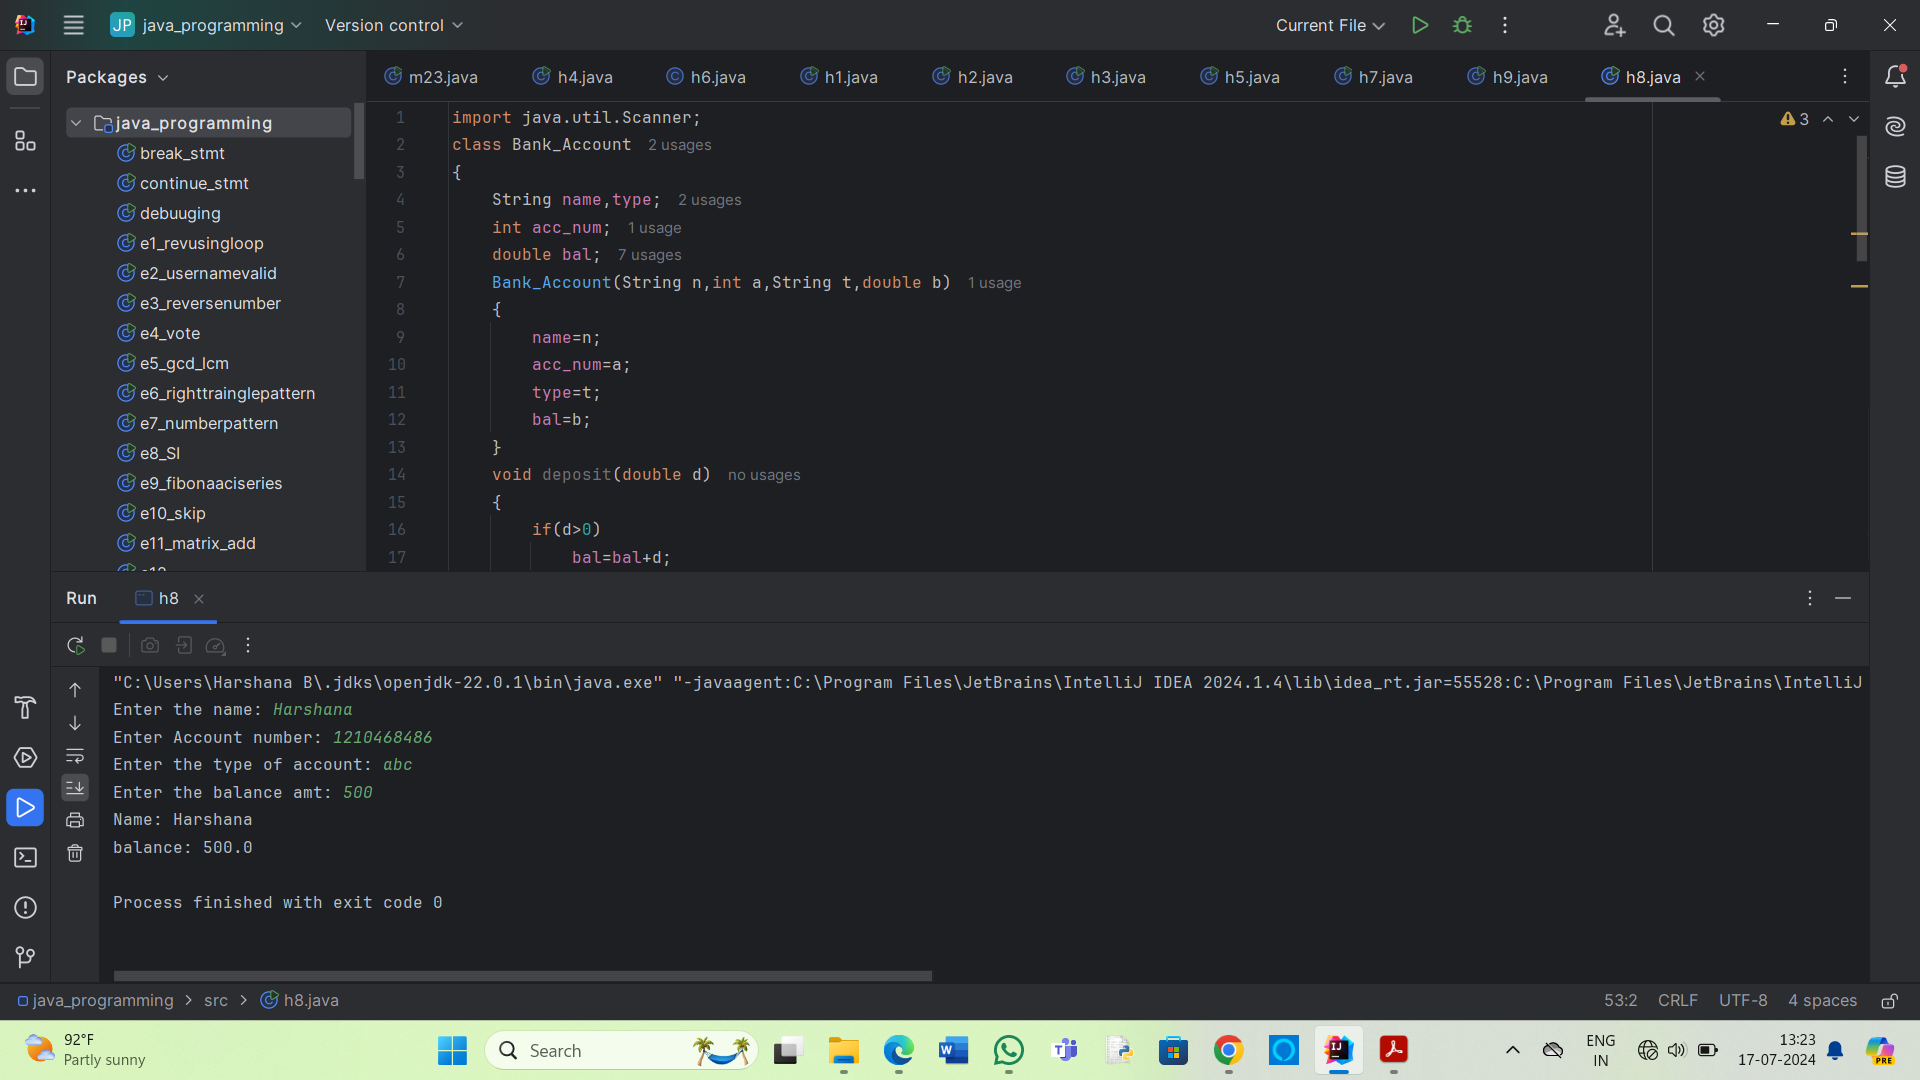 JP java_programming Version control Current File
Packages
m23.java h4.java h6.java h1.java h2.java h3.java h5.java h7.java h9.java h8.java
java_programming
break_stmt
continue_stmt
debuuging
e1_revusingloop
e2_usernamevalid
e3_reversenumber
e4_vote
e5_gcd_lcm
e6_righttrainglepattern
e7_numberpattern
e8_SI
e9_fibonaaciseries
e10_skip
e11_matrix_add
3
1 import java.util.Scanner;
2 class Bank_Account 2 usages
3 {
4 String name,type; 2 usages
5 int acc_num; 1 usage
6 double bal; 7 usages
7 Bank_Account(String n,int a,String t,double b) 1 usage
8 {
9 name=n;
10 acc_num=a;
11 type=t;
12 bal=b;
13 }
14 void deposit(double d) no usages
15 {
16 if(d>0)
17 bal=bal+d;
Run h8
"C:\Users\Harshana B\.jdks\openjdk-22.0.1\bin\java.exe" "-javaagent:C:\Program Files\JetBrains\IntelliJ IDEA 2024.1.4\lib\idea_rt.jar=55528:C:\Program Files\JetBrains\IntelliJ
Enter the name: Harshana
Enter Account number: 1210468486
Enter the type of account: abc
Enter the balance amt: 500
Name: Harshana
balance: 500.0
Process finished with exit code 0
java_programming > src > h8.java 53:2 CRLF UTF-8 4 spaces
92°F
Partly sunny
Search
ENG
IN
13:23
17-07-2024
PRE